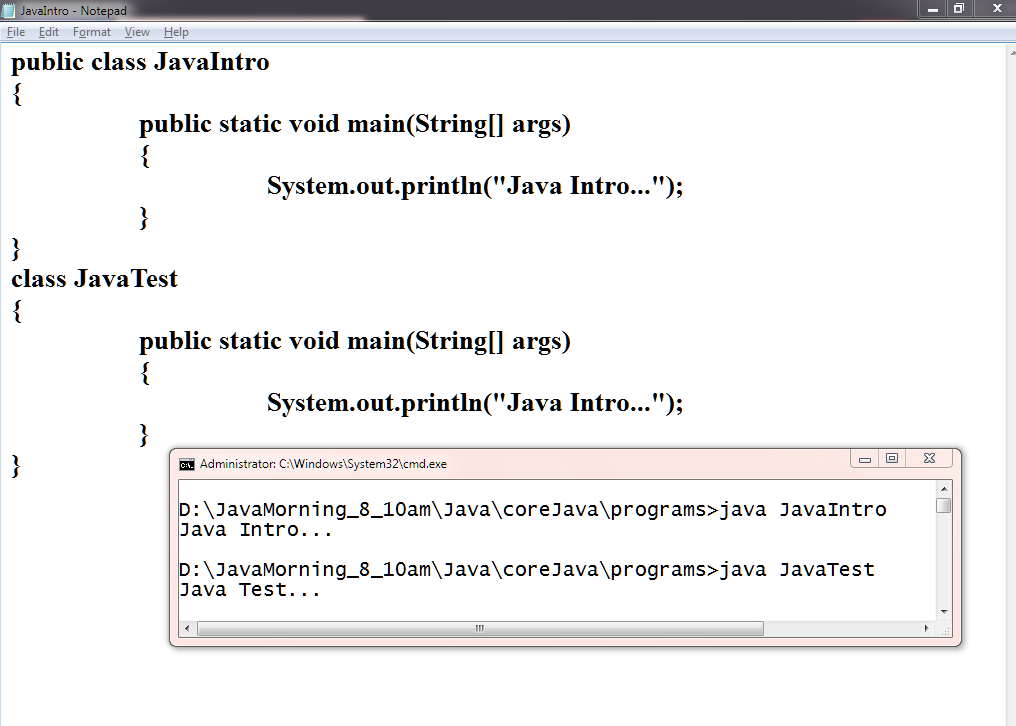 JavaIntro - Notepad
File Edit Format View Help
public class JavaIntro
{
public static void main(String[] args)
{
System.out.println("Java Intro...");
}
}
class JavaTest
{
public static void main(String[] args)
{
System.out.println("Java Intro...");
}
}
Administrator: C:\Windows\System32\cmd.exe
D:\JavaMorning_8_10am\Java\coreJava\programs>java JavaIntro
Java Intro...
D:\JavaMorning_8_10am\Java\coreJava\programs>java JavaTest
Java Test...